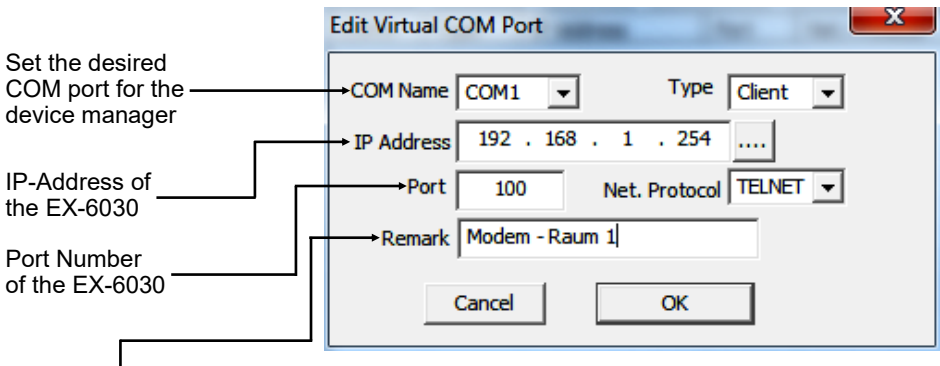 Edit Virtual COM Port
Set the desired
COM port for the
device manager
COM Name COM1 Type Client
IP Address 192 . 168 . 1 . 254 ....
IP-Address of
the EX-6030
Port 100 Net. Protocol TELNET
Remark Modem - Raum 1
Port Number
of the EX-6030
Cancel OK